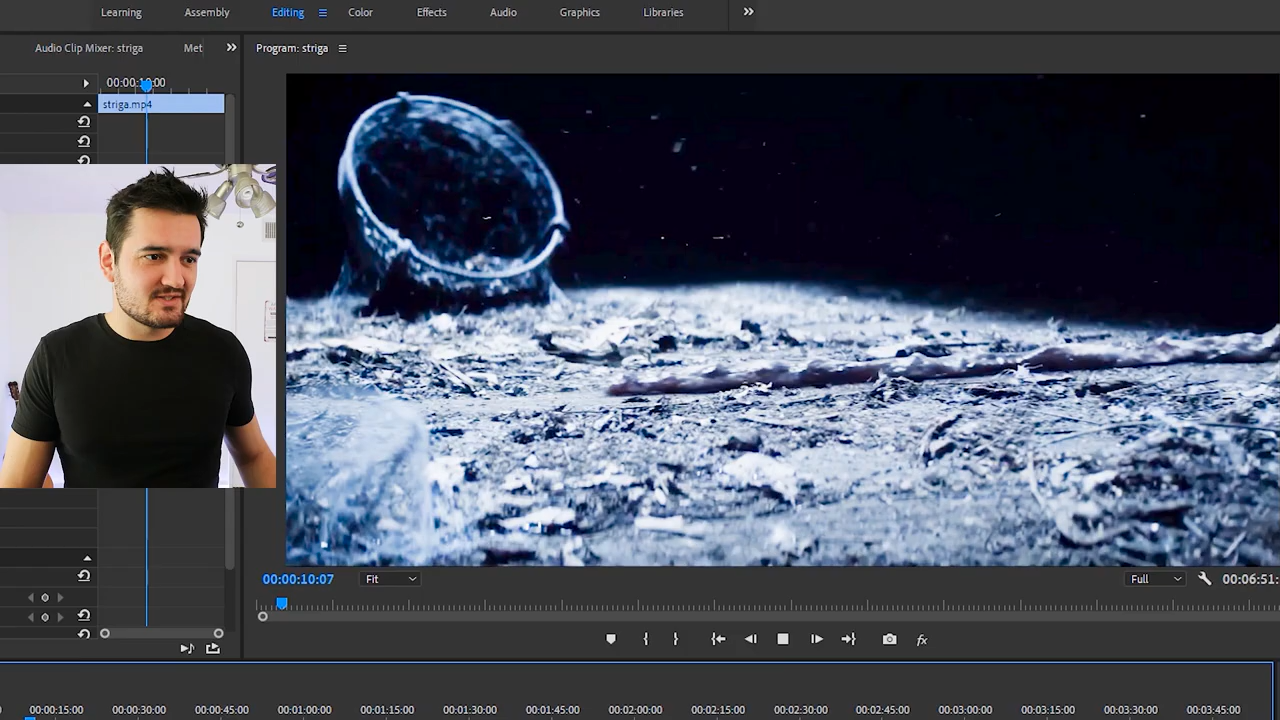 Learning Assembly Editing Color Effects Audio Graphics Libraries
Audio Clip Mixer: striga Met
Program: striga
00:00:10:00
striga.mp4
00:00:10:07 Fit Full 00:06:51:
fx
00:00:15:00 00:00:30:00 00:00:45:00 00:01:00:00 00:01:15:00 00:01:30:00 00:01:45:00 00:02:00:00 00:02:15:00 00:02:30:00 00:02:45:00 00:03:00:00 00:03:15:00 00:03:30:00 00:03:45:00